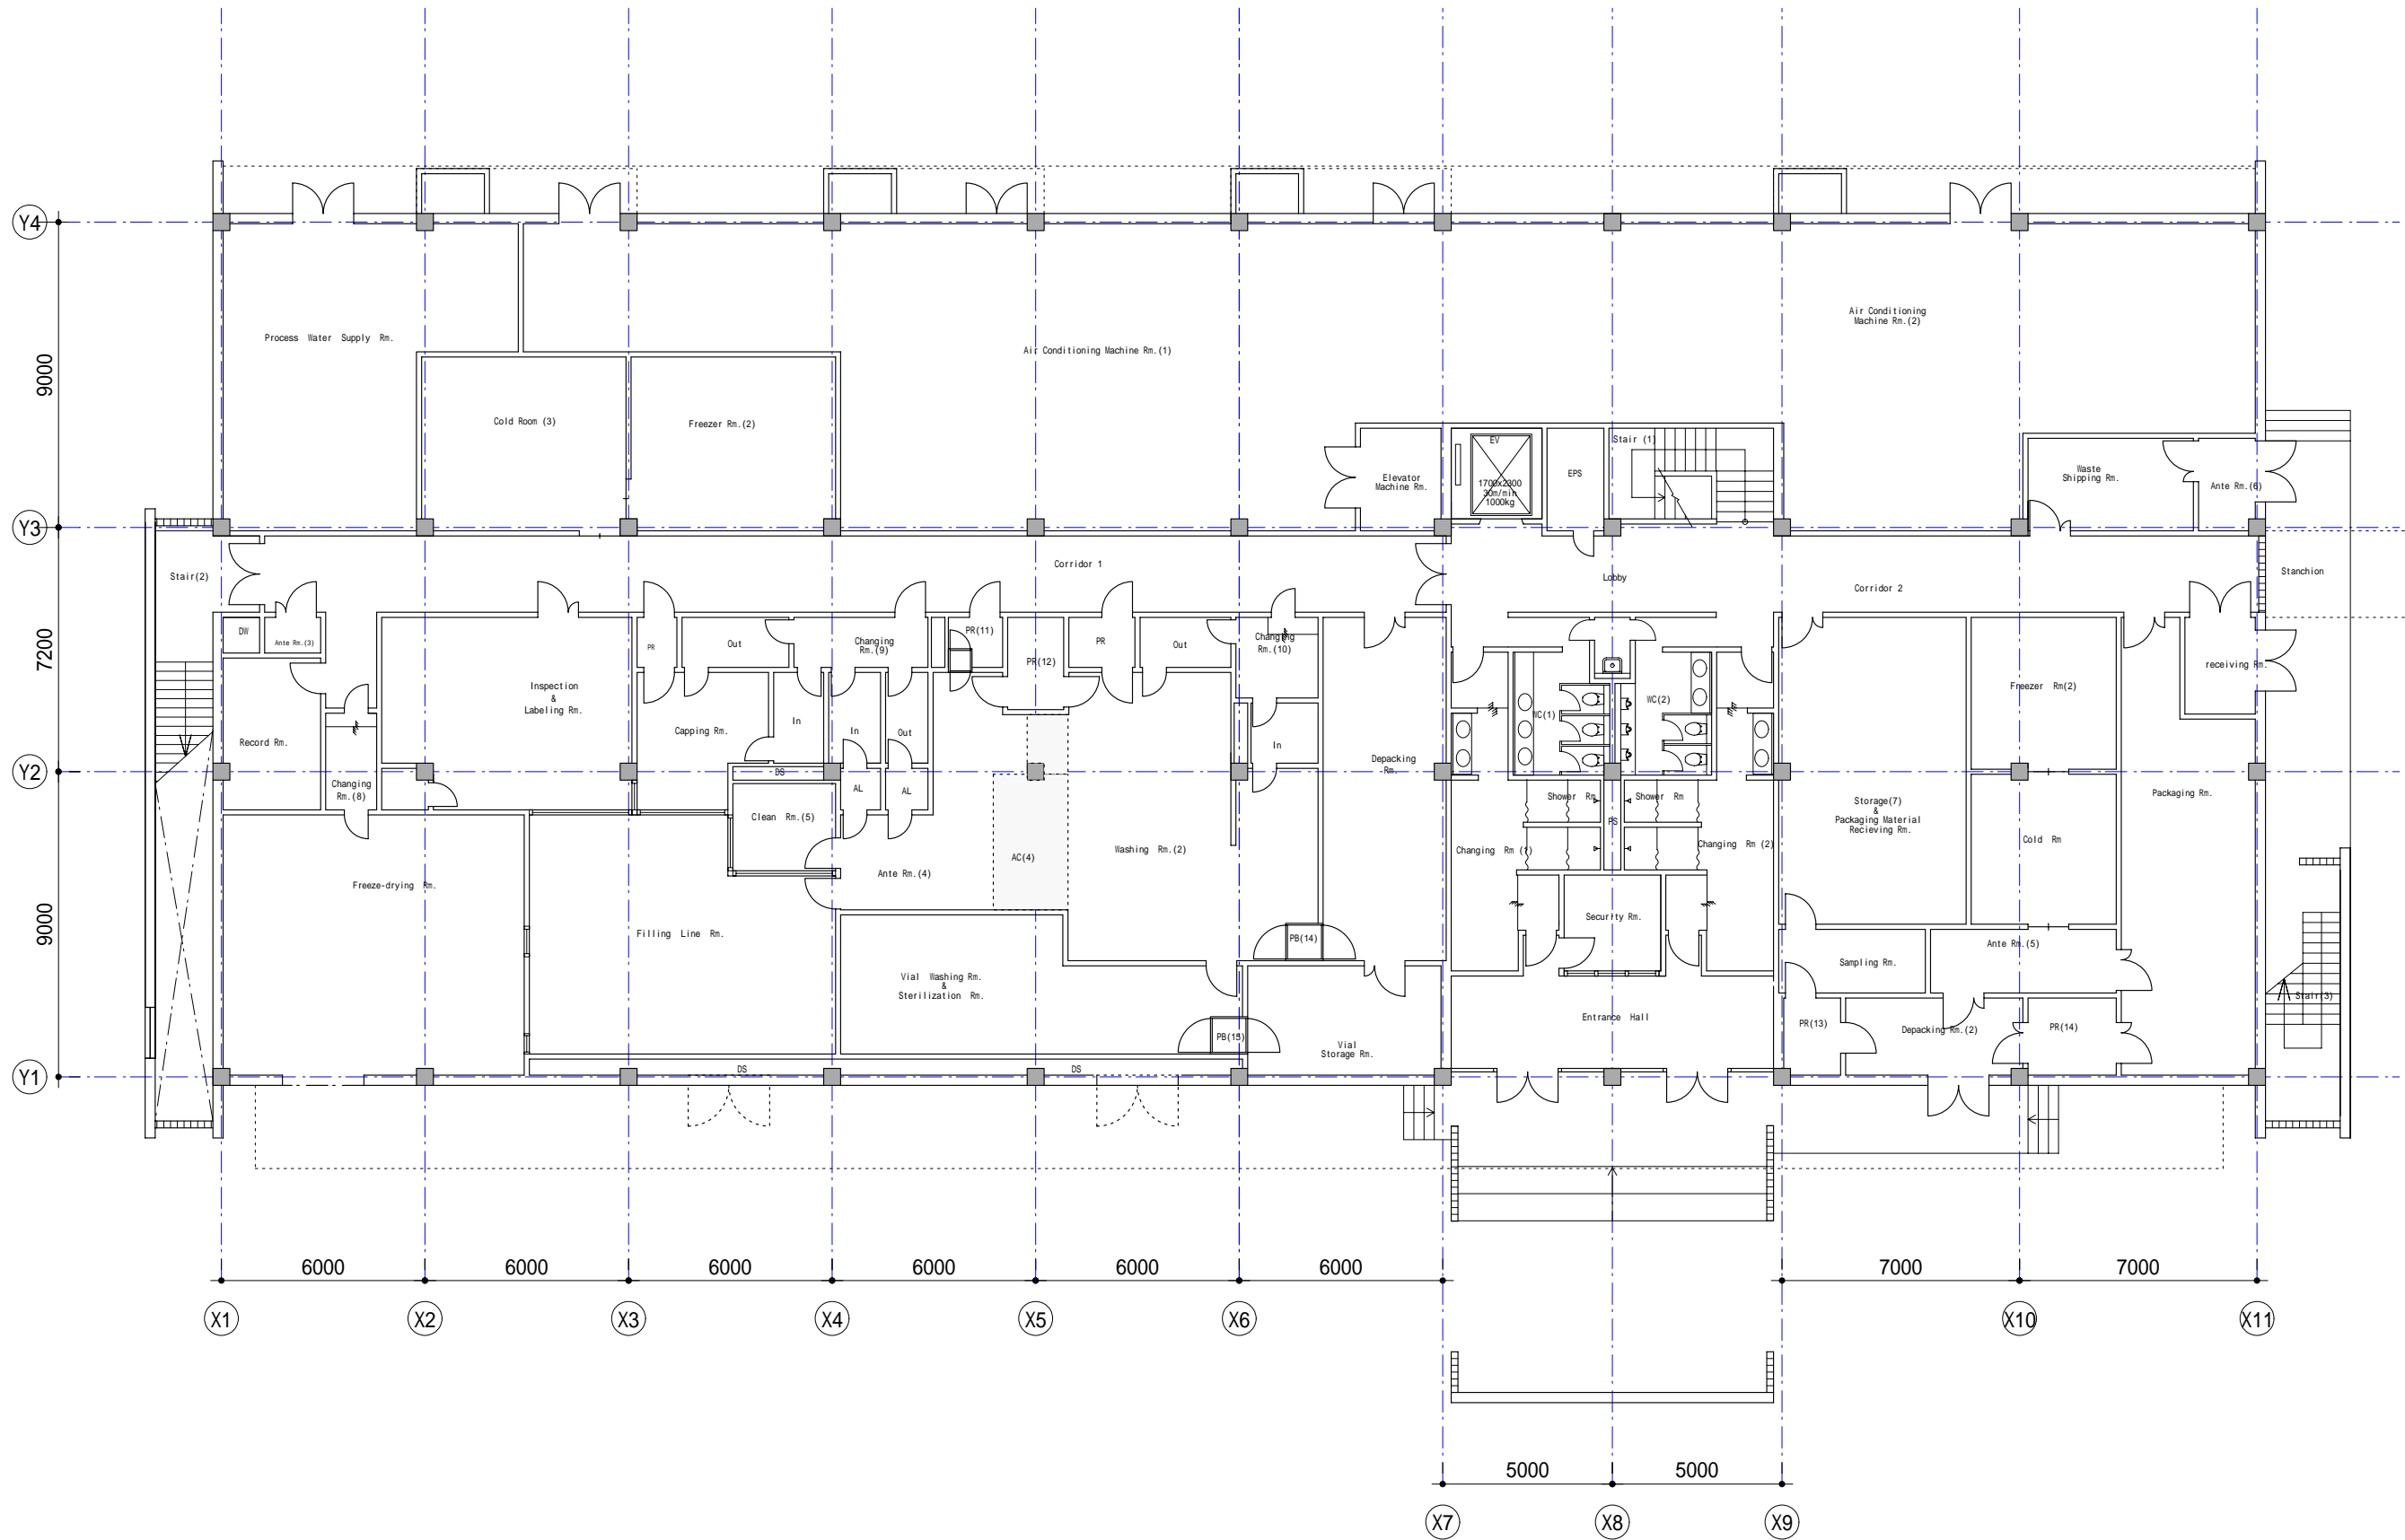 Y4
Process Water Supply Rm.
Air Conditioning Machine Rm.(1)
Air Conditioning
Machine Rm.(2)
9000
Cold Room (3)
Freezer Rm.(2)
Elevator
Machine Rm.
EV
1700x2300
30m/min
1000kg
EPS
Stair (1)
Waste
Shipping Rm.
Ante Rm.(6)
Y3
Stair(2)
Corridor 1
Lobby
Corridor 2
Stanchion
7200
DW
Ante Rm.(3)
PR
Out
Changing
Rm.(9)
PR(11)
PR(12)
PR
Out
Changing
Rm.(10)
receiving Rm.
Inspection
&
Labeling Rm.
Freezer Rm(2)
Record Rm.
Capping Rm.
In
In
Out
In
WC(1)
WC(2)
Depacking
Rm.
Y2
DS
Changing
Rm.(8)
AL
AL
Clean Rm.(5)
Shower Rm
Shower Rm
PS
Storage(7)
&
Packaging Material
Recieving Rm.
Packaging Rm.
Cold Rm
Washing Rm.(2)
AC(4)
Ante Rm.(4)
Changing Rm (1)
Changing Rm (2)
Freeze-drying Rm.
9000
Filling Line Rm.
Security Rm.
PB(14)
Ante Rm.(5)
Sampling Rm.
Vial Washing Rm.
&
Sterilization Rm.
Stair(3)
Entrance Hall
PR(13)
Depacking Rm.(2)
PR(14)
PB(15)
Vial
Storage Rm.
Y1
DS
DS
6000
6000
6000
6000
6000
6000
7000
7000
X1
X2
X3
X4
X5
X6
X10
X11
5000
5000
X7
X8
X9